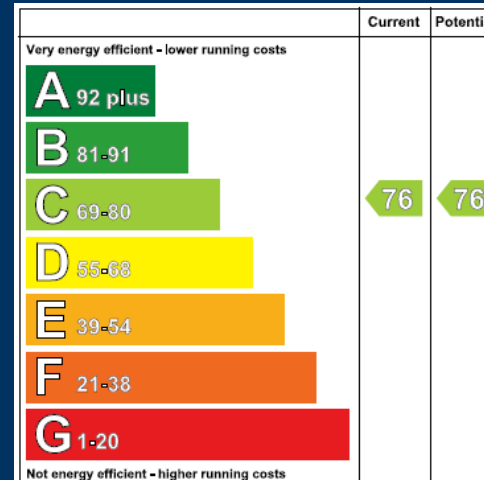 Current Potenti
Very energy efficient - lower running costs
A 92 plus
B 81-91
C 69-80 76 76
D 55-68
E 39-54
F 21-38
G 1-20
Not energy efficient - higher running costs